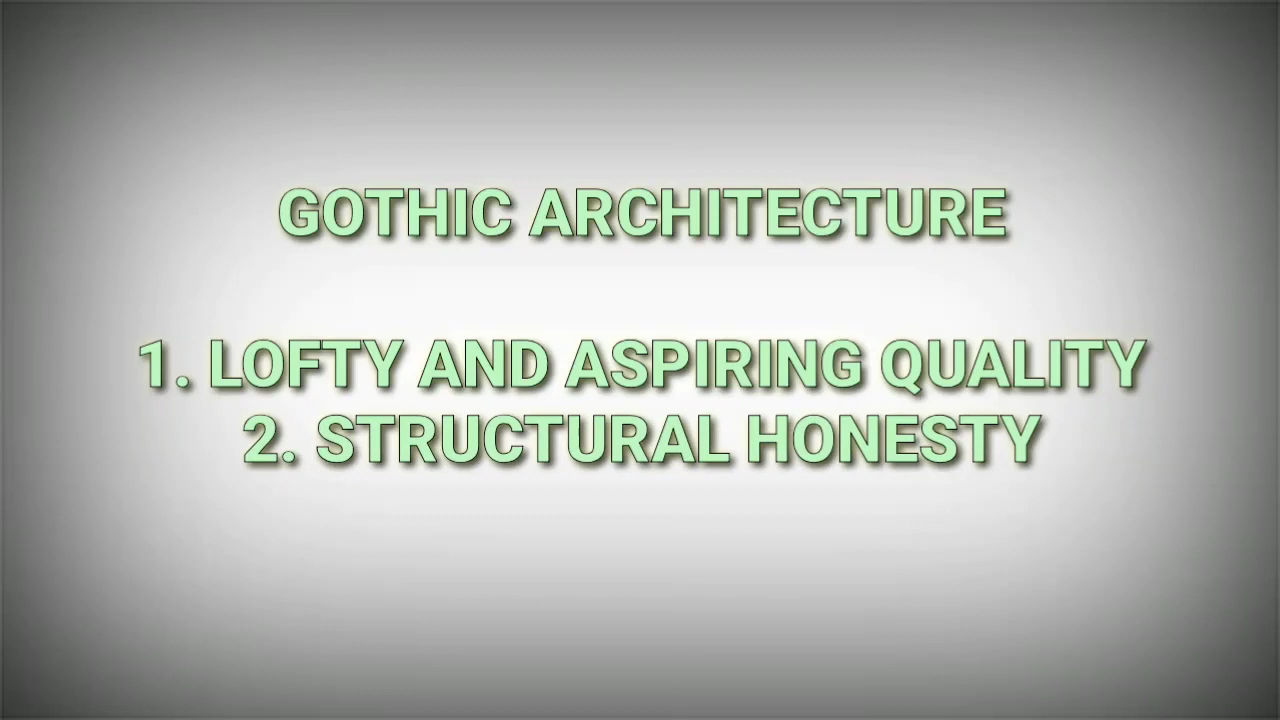 GOTHIC ARCHITECTURE
1. LOFTY AND ASPIRING QUALITY
2. STRUCTURAL HONESTY